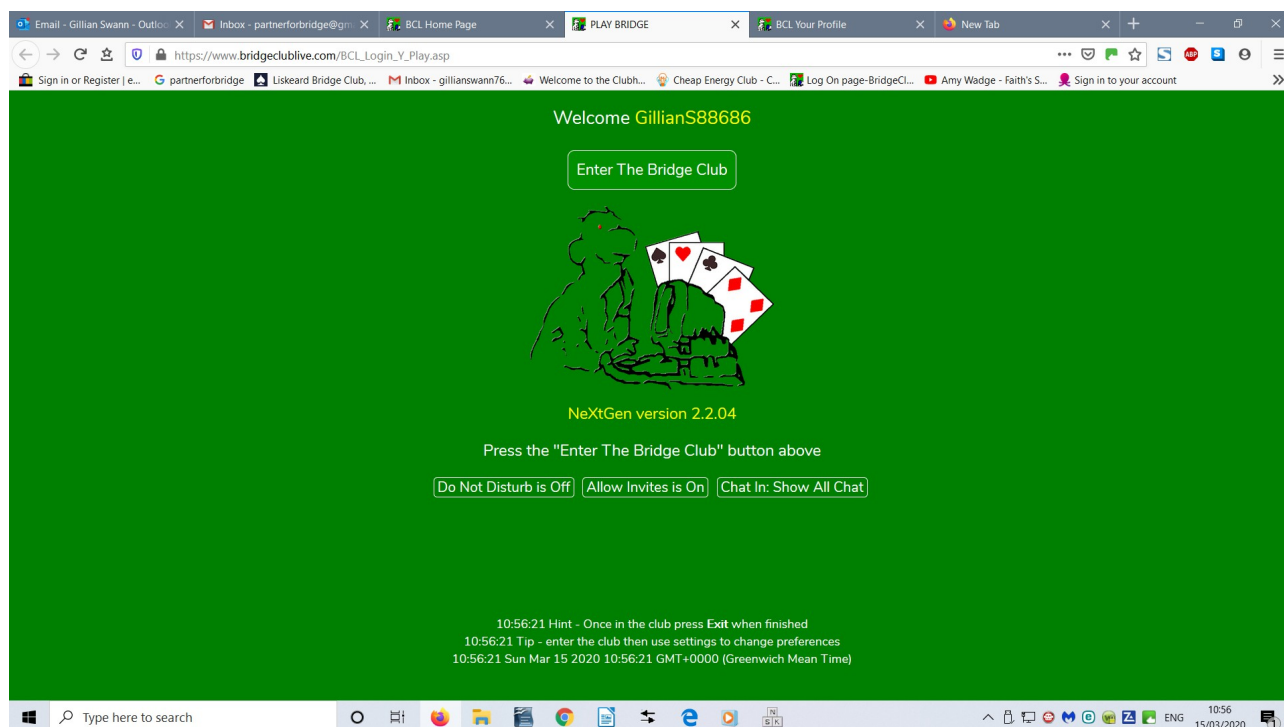 Email - Gillian Swann - Outloo
Inbox - partnerforbridge@gm
BCL Home Page
PLAY BRIDGE
BCL Your Profile
New Tab
https://www.bridgeclublive.com/BCL_Login_Y_Play.asp
Sign in or Register | e...
partnerforbridge
Liskeard Bridge Club, ...
Inbox - gillianswann76...
Welcome to the Clubh...
Cheap Energy Club - C...
Log On page-BridgeCl...
Amy Wadge - Faith's S...
Sign in to your account
Welcome GillianS88686
Enter The Bridge Club
NeXtGen version 2.2.04
Press the "Enter The Bridge Club" button above
Do Not Disturb is Off Allow Invites is On Chat In: Show All Chat
10:56:21 Hint - Once in the club press Exit when finished
10:56:21 Tip - enter the club then use settings to change preferences
10:56:21 Sun Mar 15 2020 10:56:21 GMT+0000 (Greenwich Mean Time)
Type here to search
N
S K
ENG
10:56
15/03/2020